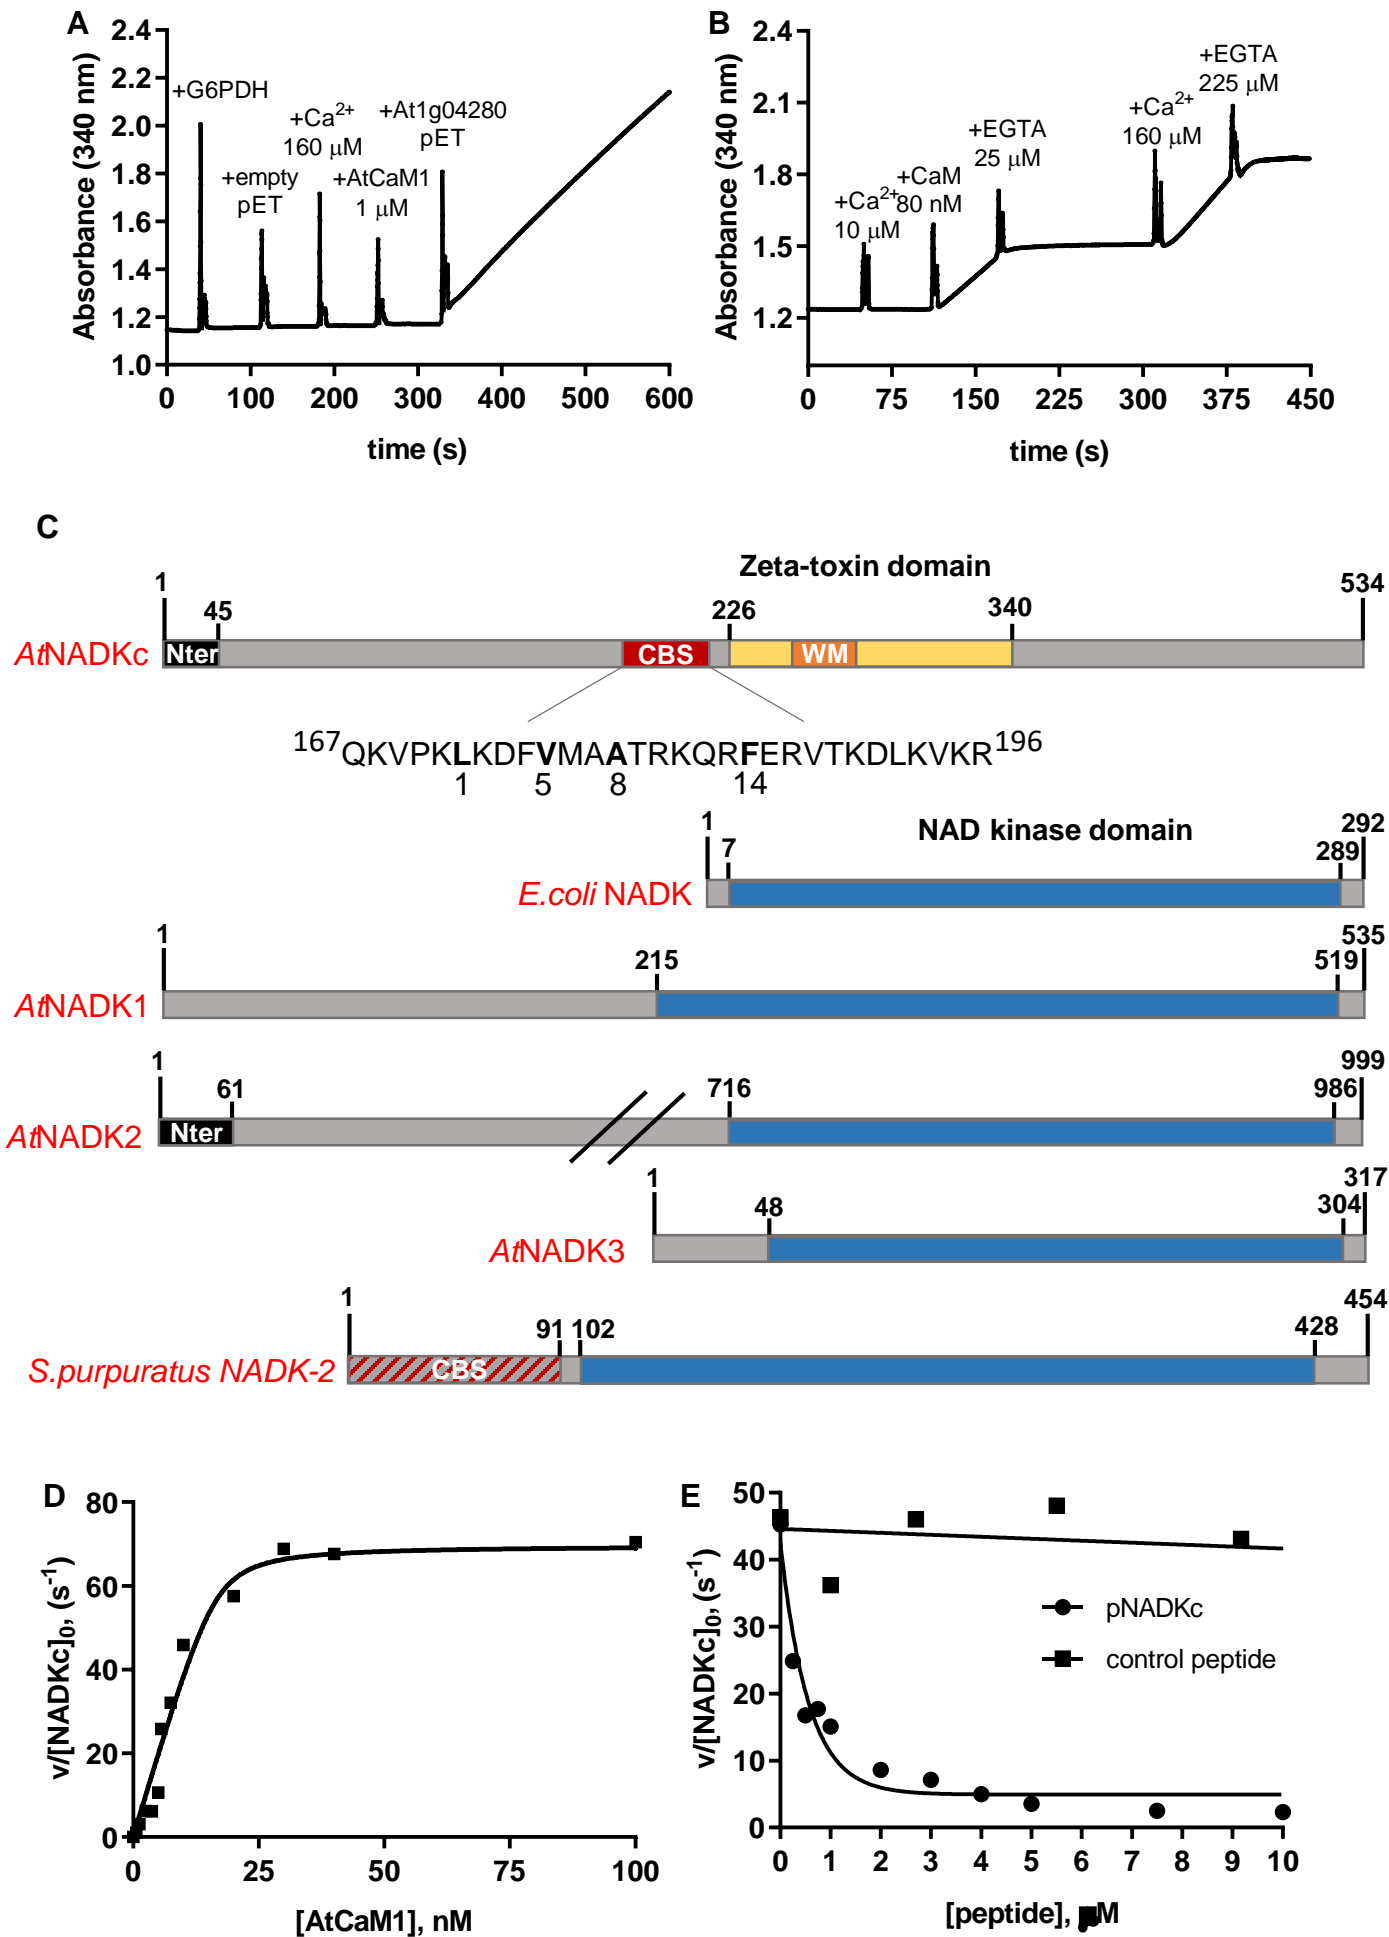 A
B
2.4
2.2
2.0
1.8
1.6
1.4
1.2
1.0
Absorbance (340 nm)
+G6PDH
+empty
pET
+Ca2+
160 μM
+AtCaM1
1 μM
+At1g04280
pET
0 100 200 300 400 500 600
time (s)
2.4
2.1
1.8
1.5
1.2
Absorbance (340 nm)
+Ca2+
10 μM
+CaM
80 nM
+EGTA
25 μM
+Ca2+
160 μM
+EGTA
225 μM
0 75 150 225 300 375 450
time (s)
C
Zeta-toxin domain
1 45 226 340 534
AtNADKc Nter CBS WM
167QKVPKLKDFVMAATRKQRFERVTKDLKVKR196
1 5 8 14
NAD kinase domain
1 7 289 292
E.coli NADK
1 215 519 535
AtNADK1
1 61 716 986 999
AtNADK2 Nter
1 48 304 317
AtNADK3
1 91 102 428 454
S.purpuratus NADK-2 CBS
D
80
60
40
20
0
v/[NADKc]0, (s-1)
0 25 50 75 100
[AtCaM1], nM
E
50
40
30
20
10
0
v/[NADKc]0, (s-1)
pNADKc
control peptide
0 1 2 3 4 5 6 7 8 9 10
[peptide], M